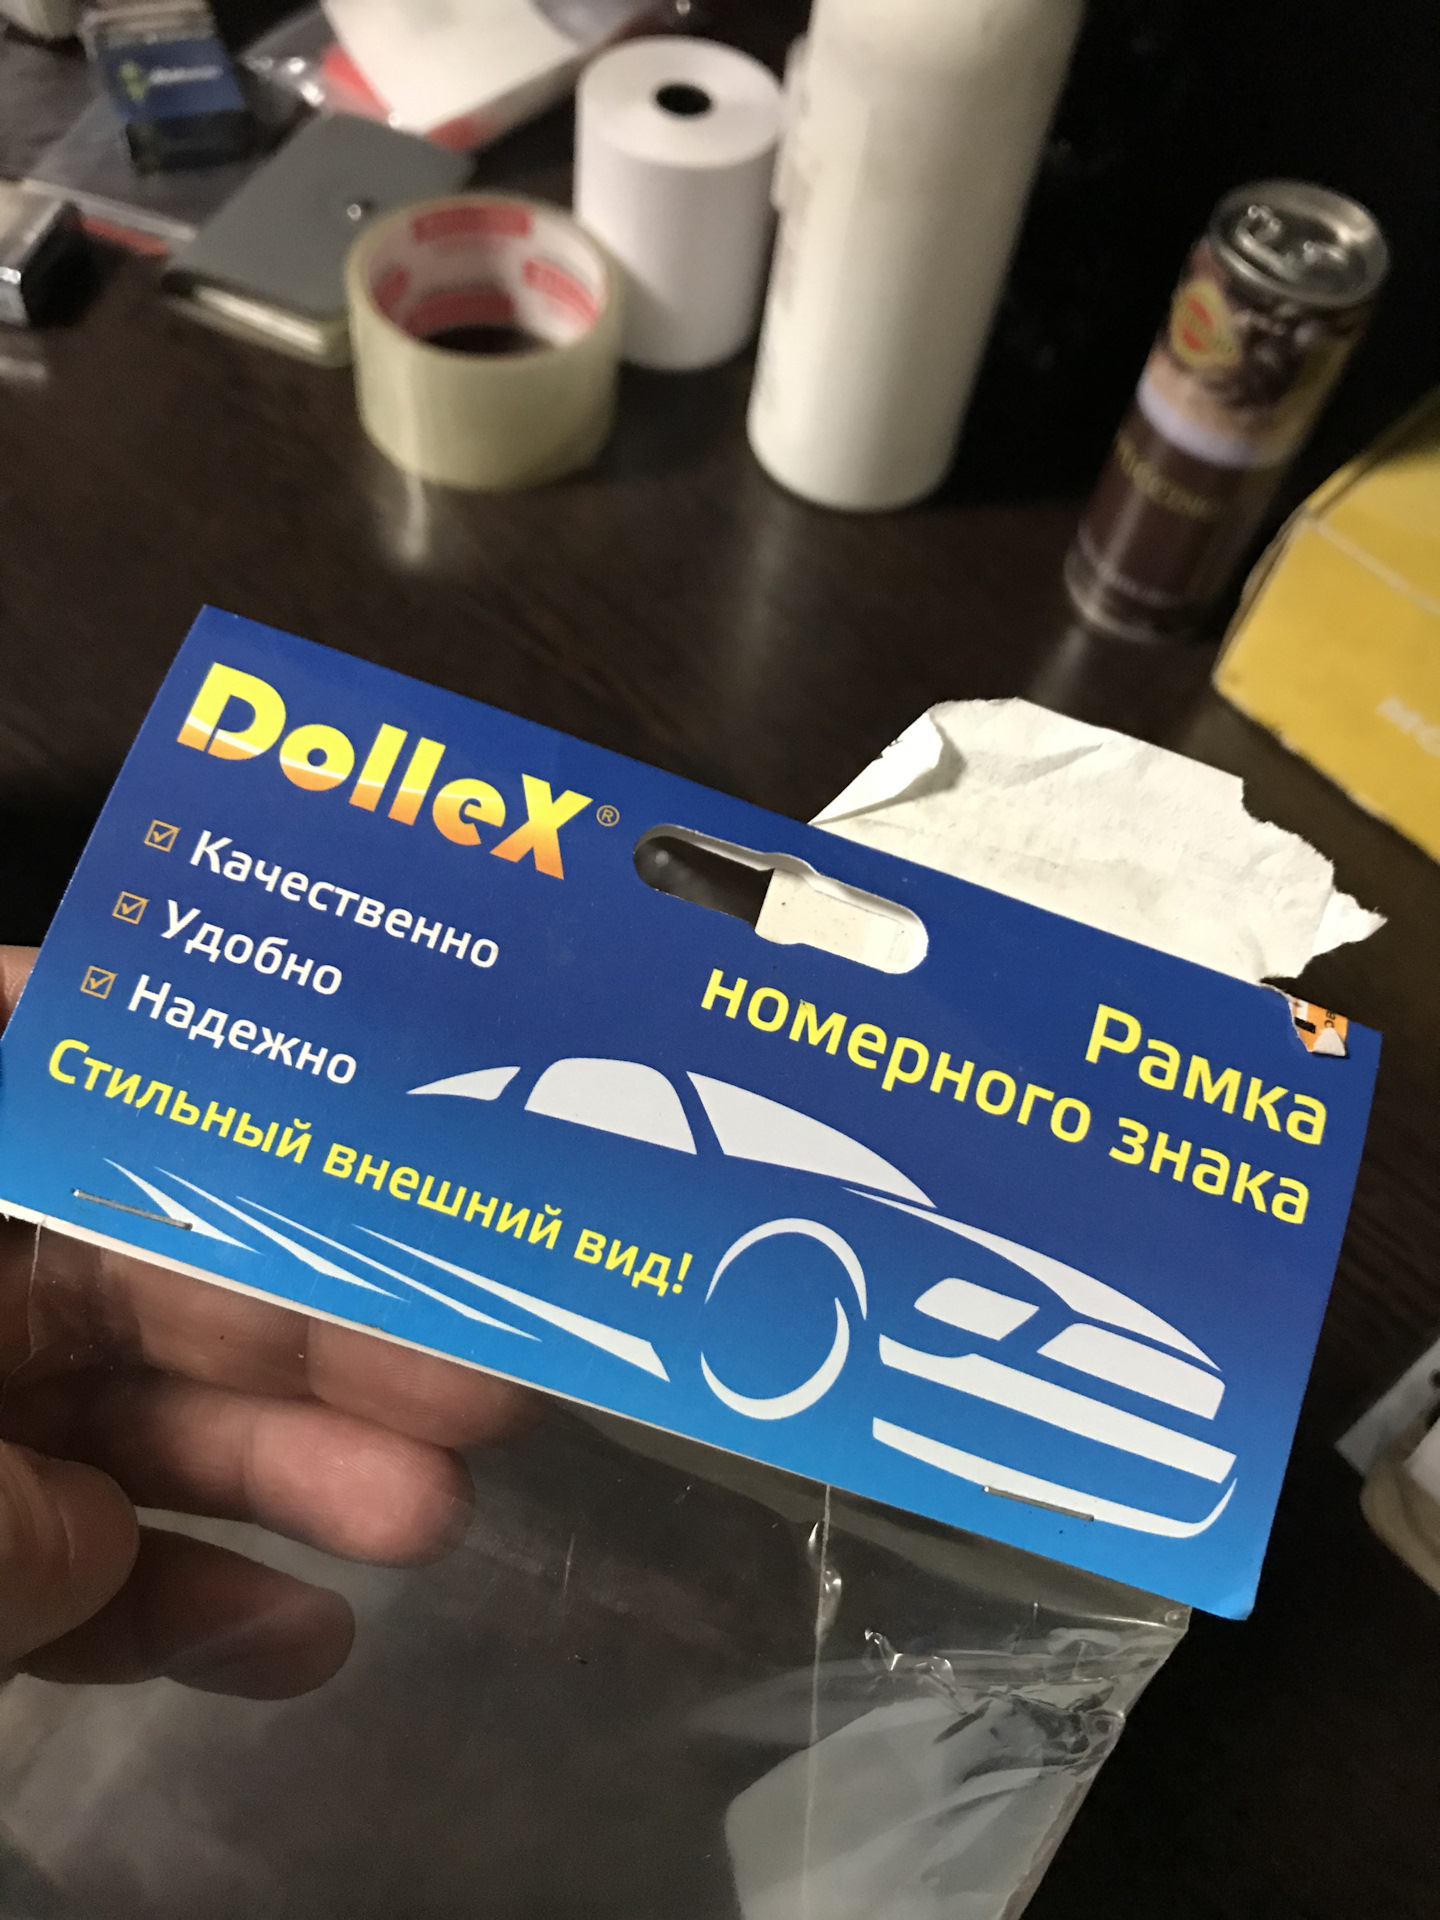 DolleX®
Качественно
Удобно
Надежно
Стильный внешний вид!
Рамка
номерного знака